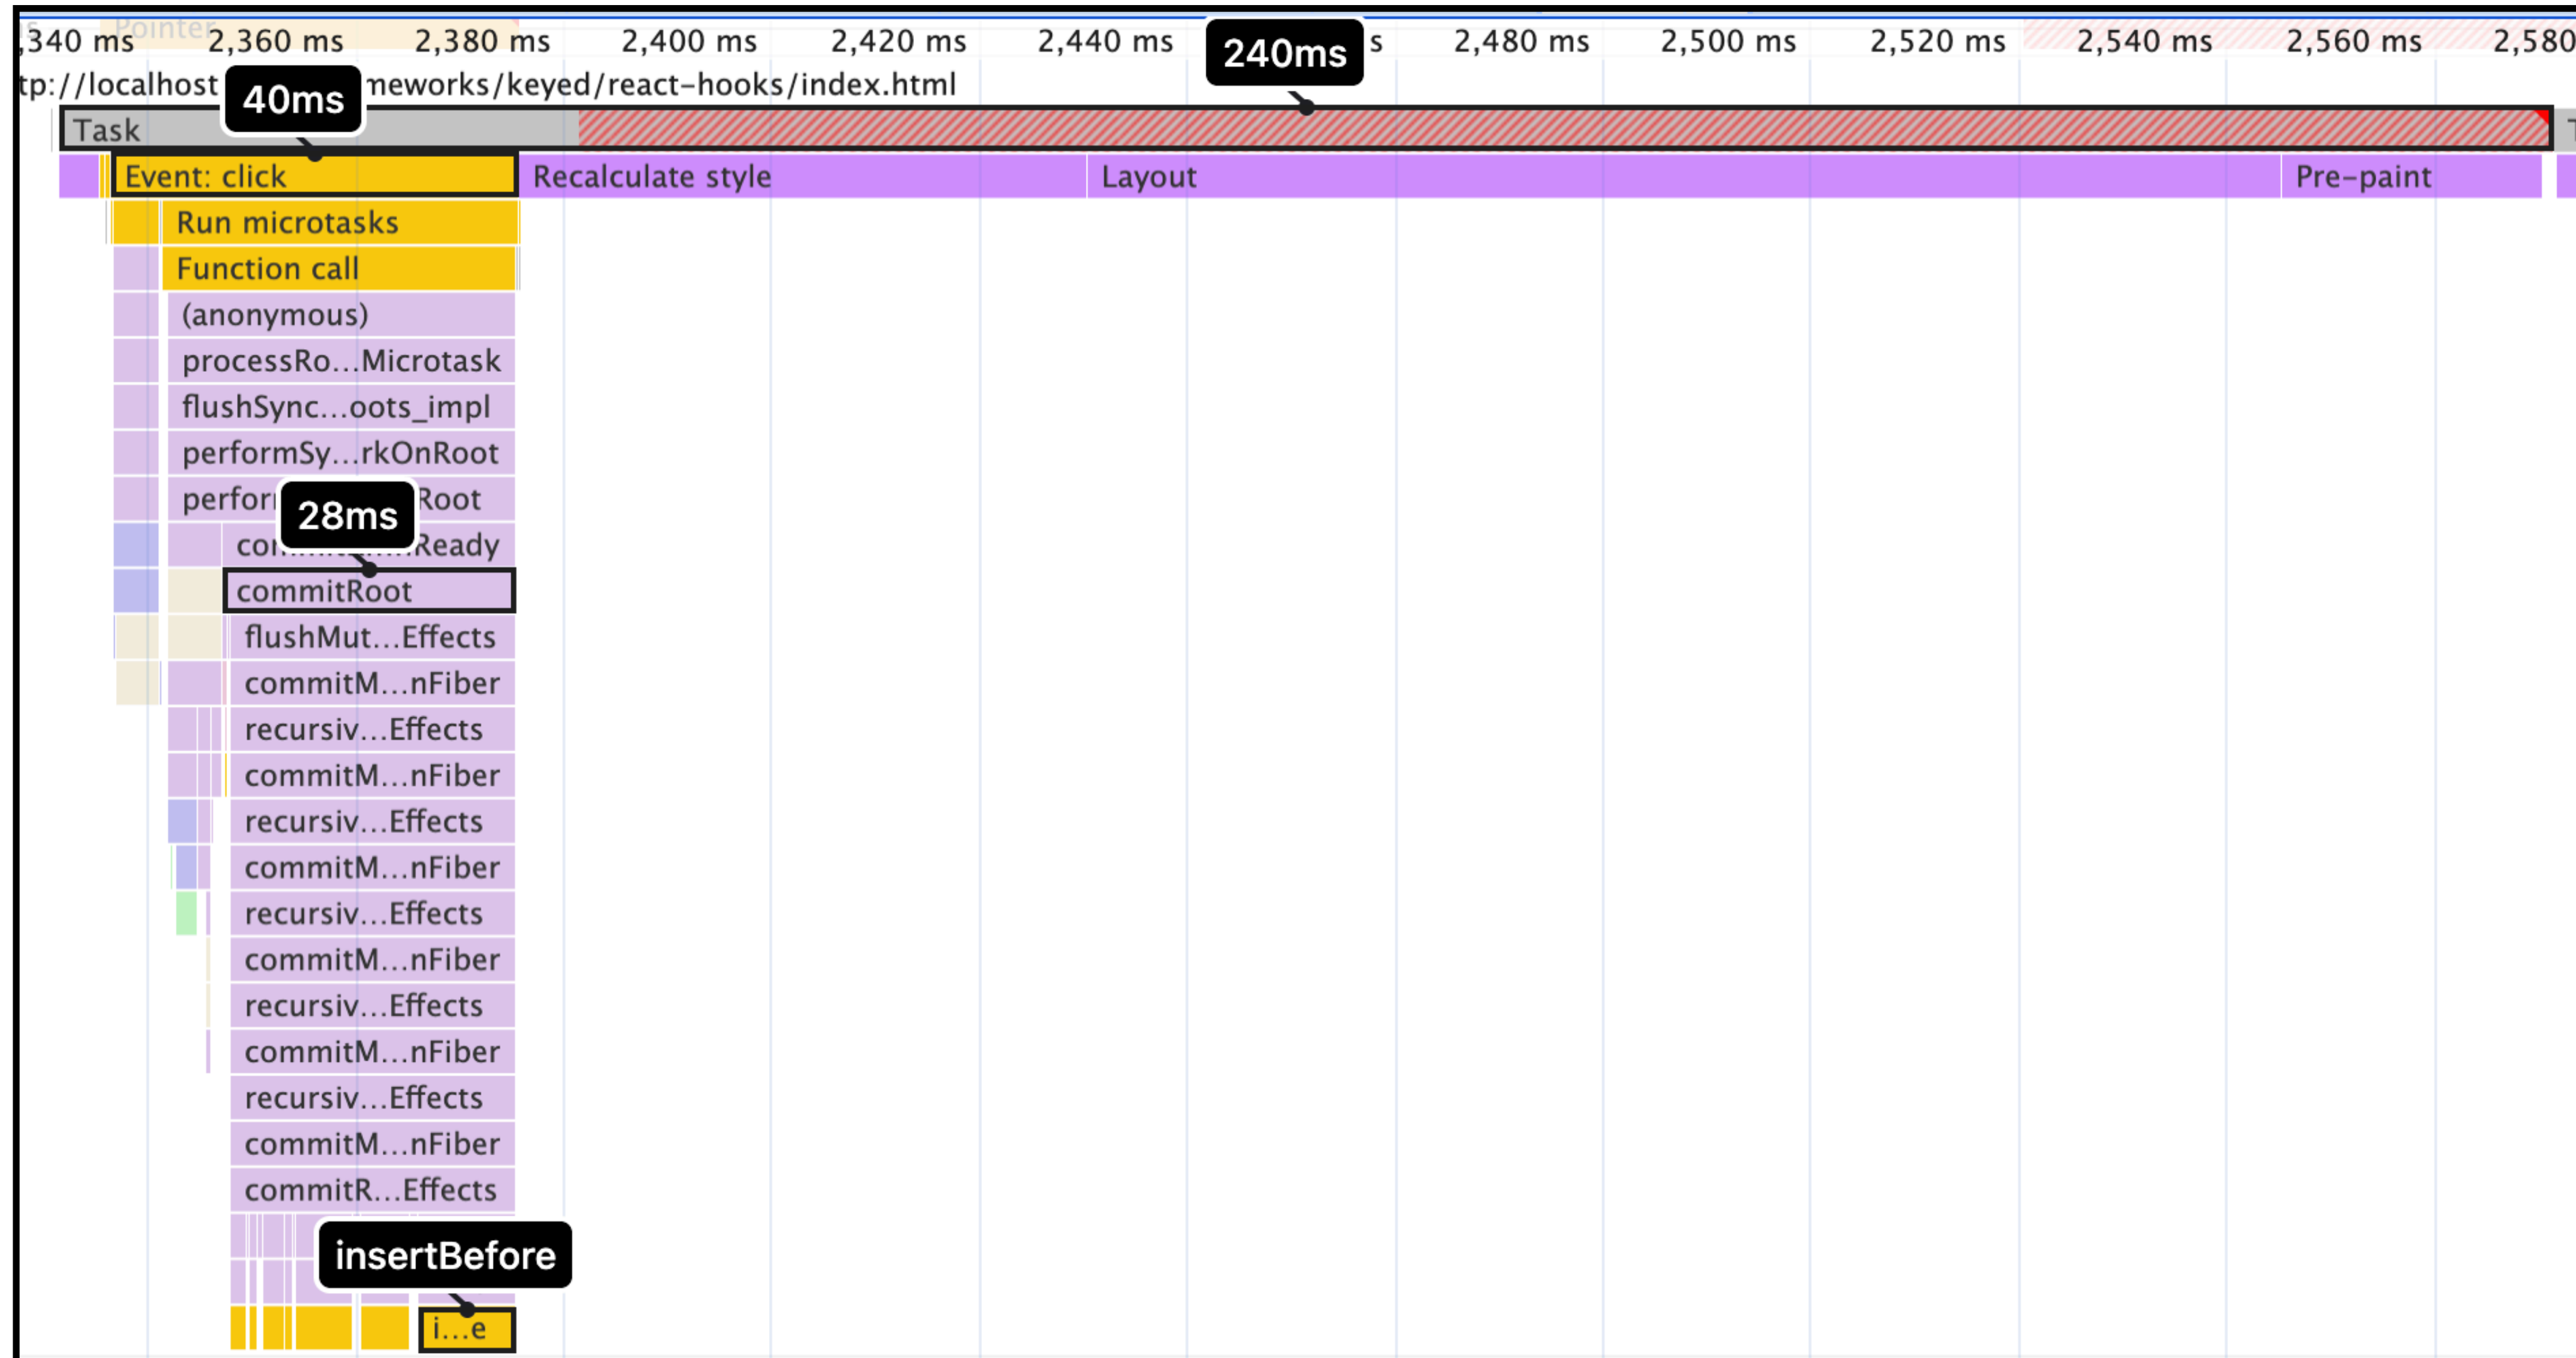 Pointer
,340 ms 2,360 ms 2,380 ms 2,400 ms 2,420 ms 2,440 ms 240ms s 2,480 ms 2,500 ms 2,520 ms 2,540 ms 2,560 ms 2,580
tp://localhost 40ms meworks/keyed/react-hooks/index.html
Task
Event: click Recalculate style Layout Pre-paint
Run microtasks
Function call
(anonymous)
processRo...Microtask
flushSync...oots_impl
performSy...rkOnRoot
perfor Root
28ms
Ready
commitRoot
flushMut...Effects
commitM...nFiber
recursiv...Effects
commitM...nFiber
recursiv...Effects
commitM...nFiber
recursiv...Effects
commitM...nFiber
recursiv...Effects
commitM...nFiber
recursiv...Effects
commitM...nFiber
commitR...Effects
insertBefore
i...e